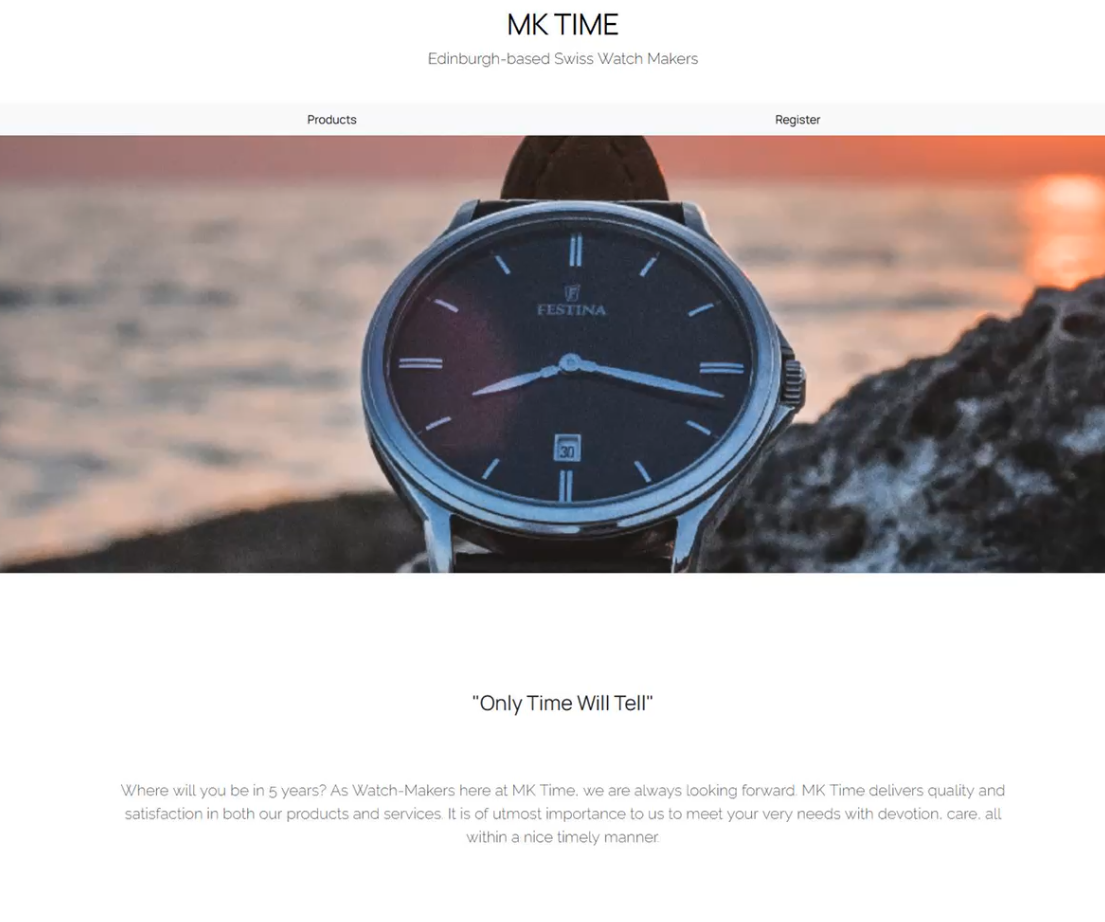 MK TIME
Edinburgh-based Swiss Watch Makers
Products Register
FESTINA
30
"Only Time Will Tell"
Where will you be in 5 years? As Watch-Makers here at MK Time, we are always looking forward. MK Time delivers quality and
satisfaction in both our products and services. It is of utmost importance to us to meet your very needs with devotion, care, all
within a nice timely manner.